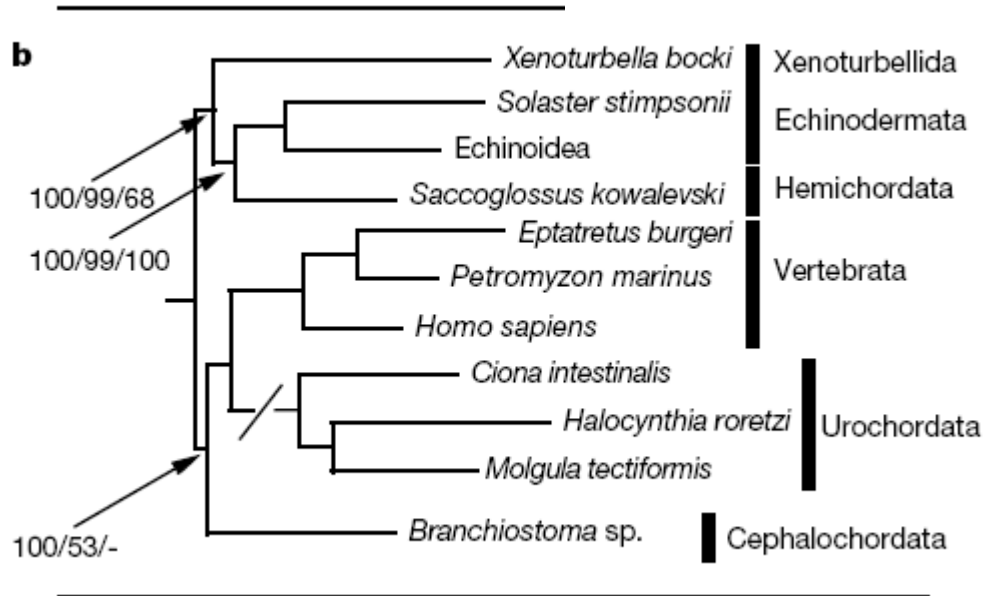 b
Xenoturbella bocki
Xenoturbellida
Solaster stimpsonii
Echinodermata
Echinoidea
100/99/68
Saccoglossus kowalevski
Hemichordata
100/99/100
Eptatretus burgeri
Petromyzon marinus
Vertebrata
Homo sapiens
Ciona intestinalis
Halocynthia roretzi
Urochordata
Molgula tectiformis
100/53/-
Branchiostoma sp.
Cephalochordata